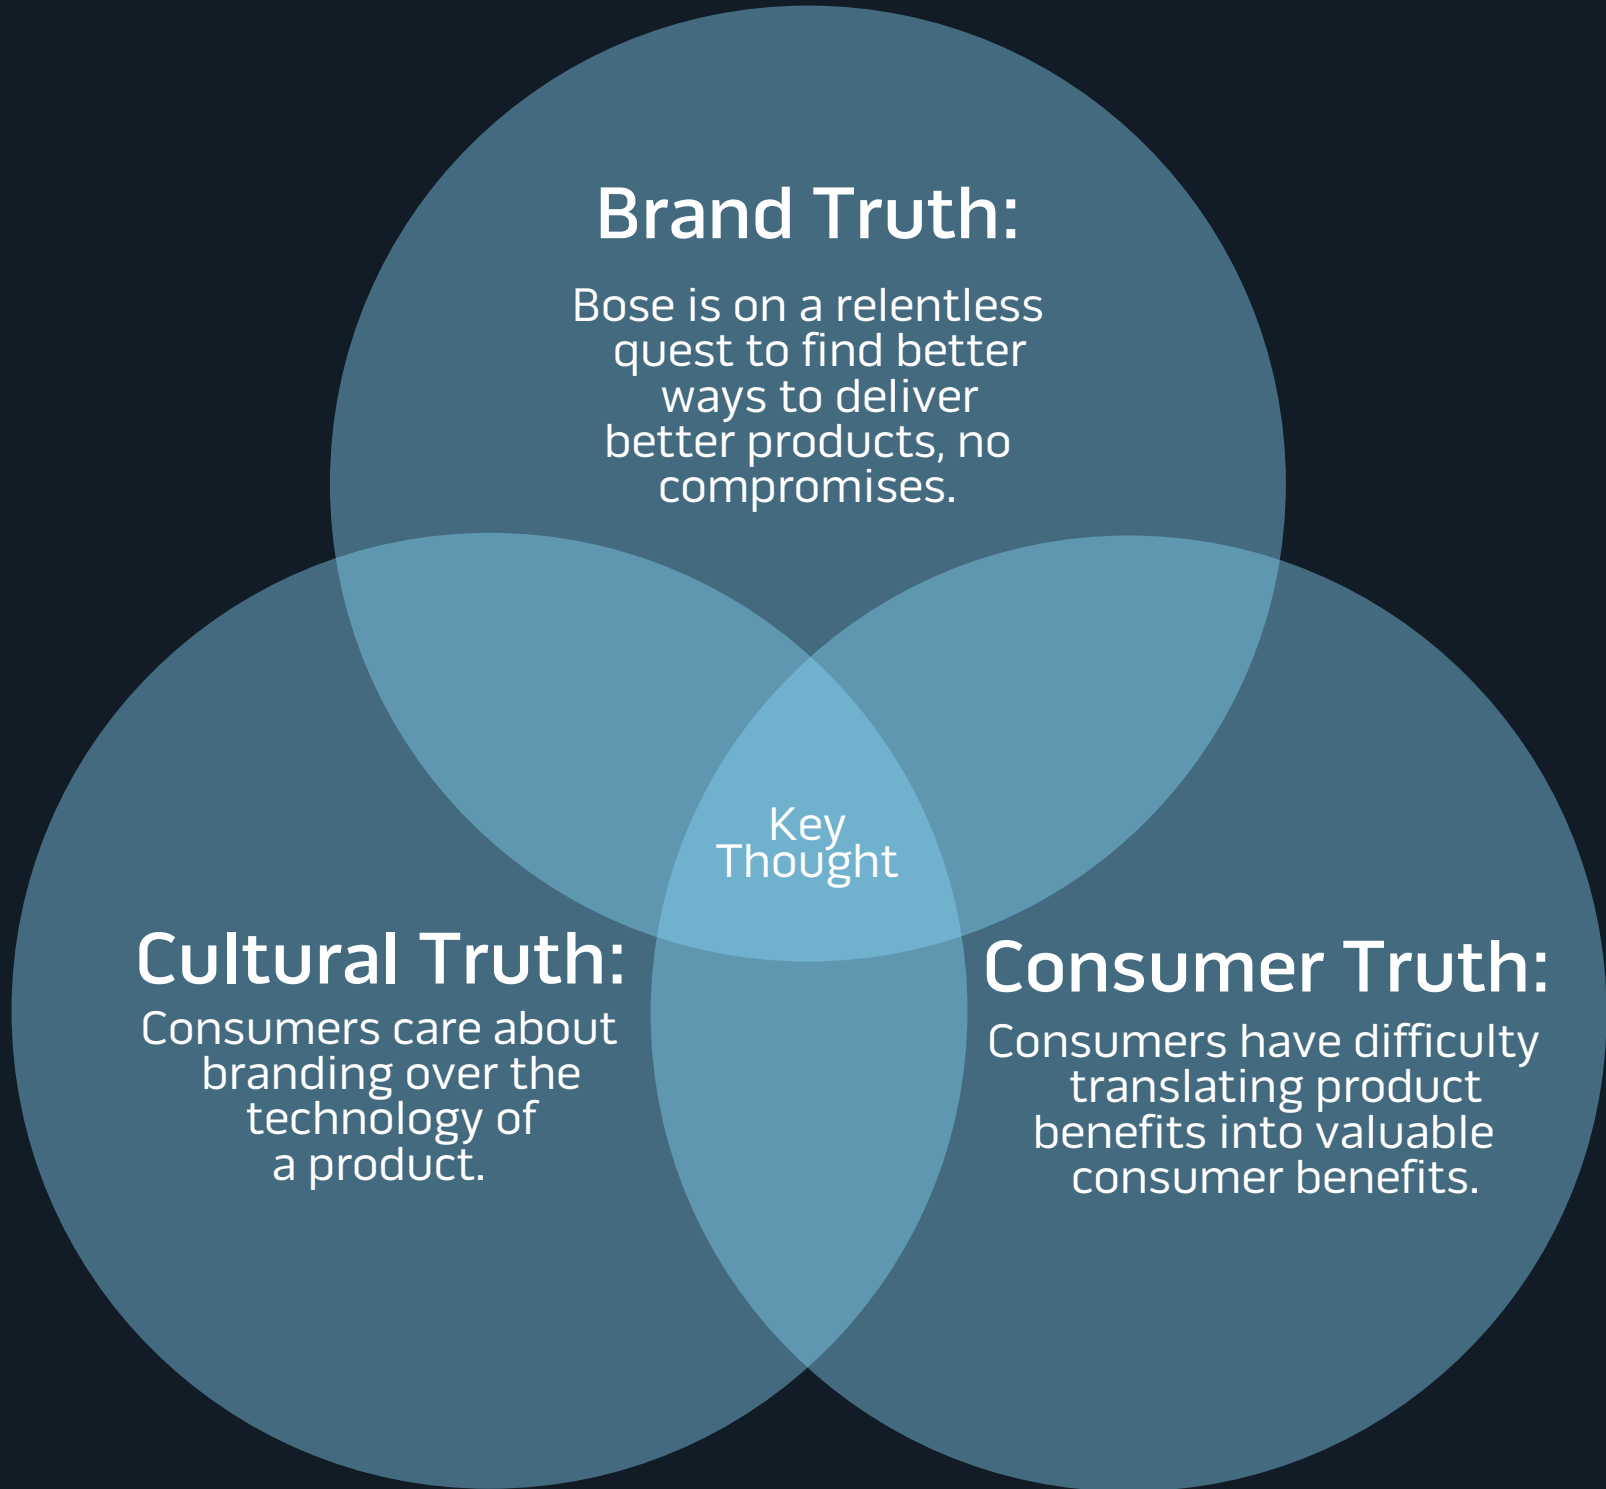 Brand Truth:
Bose is on a relentless
quest to find better
ways to deliver
better products, no
compromises.
Key
Thought
Cultural Truth:
Consumers care about
branding over the
technology of
a product.
Consumer Truth:
Consumers have difficulty
translating product
benefits into valuable
consumer benefits.